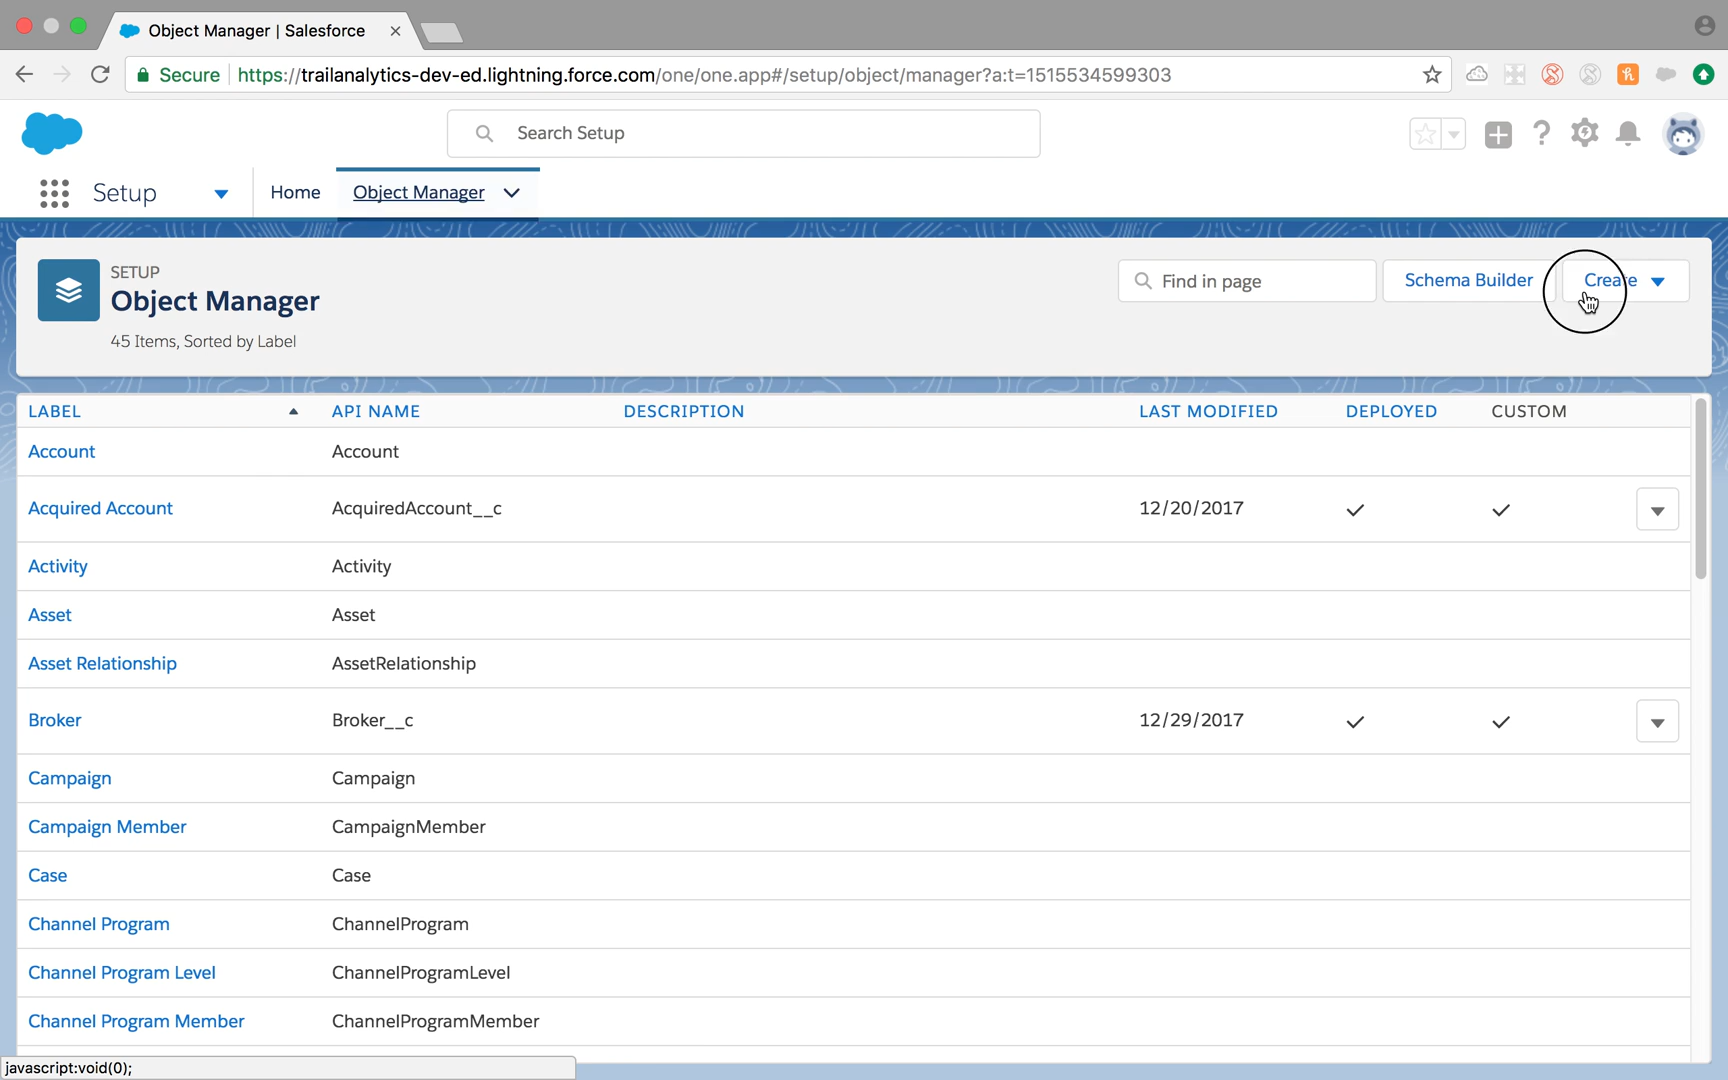 Object Manager | Salesforce
Secure https://trailanalytics-dev-ed.lightning.force.com/one/one.app#/setup/object/manager?a:t=1515534599303
Search Setup
Setup Home Object Manager
SETUP
Object Manager
45 Items, Sorted by Label
Find in page Schema Builder Create
LABEL API NAME DESCRIPTION LAST MODIFIED DEPLOYED CUSTOM
Account Account
Acquired Account AcquiredAccount__c 12/20/2017
Activity Activity
Asset Asset
Asset Relationship AssetRelationship
Broker Broker__c 12/29/2017
Campaign Campaign
Campaign Member CampaignMember
Case Case
Channel Program ChannelProgram
Channel Program Level ChannelProgramLevel
Channel Program Member ChannelProgramMember
javascript:void(0);